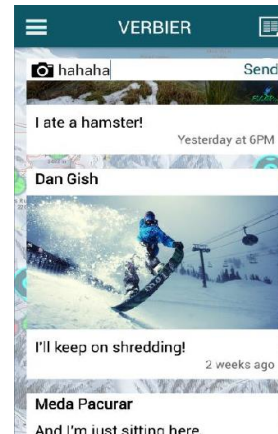 VERBIER
hahaha
Send
I ate a hamster!
Yesterday at 6PM
Dan Gish
I'll keep on shredding!
2 weeks ago
Meda Pacurar
And I'm just sitting here